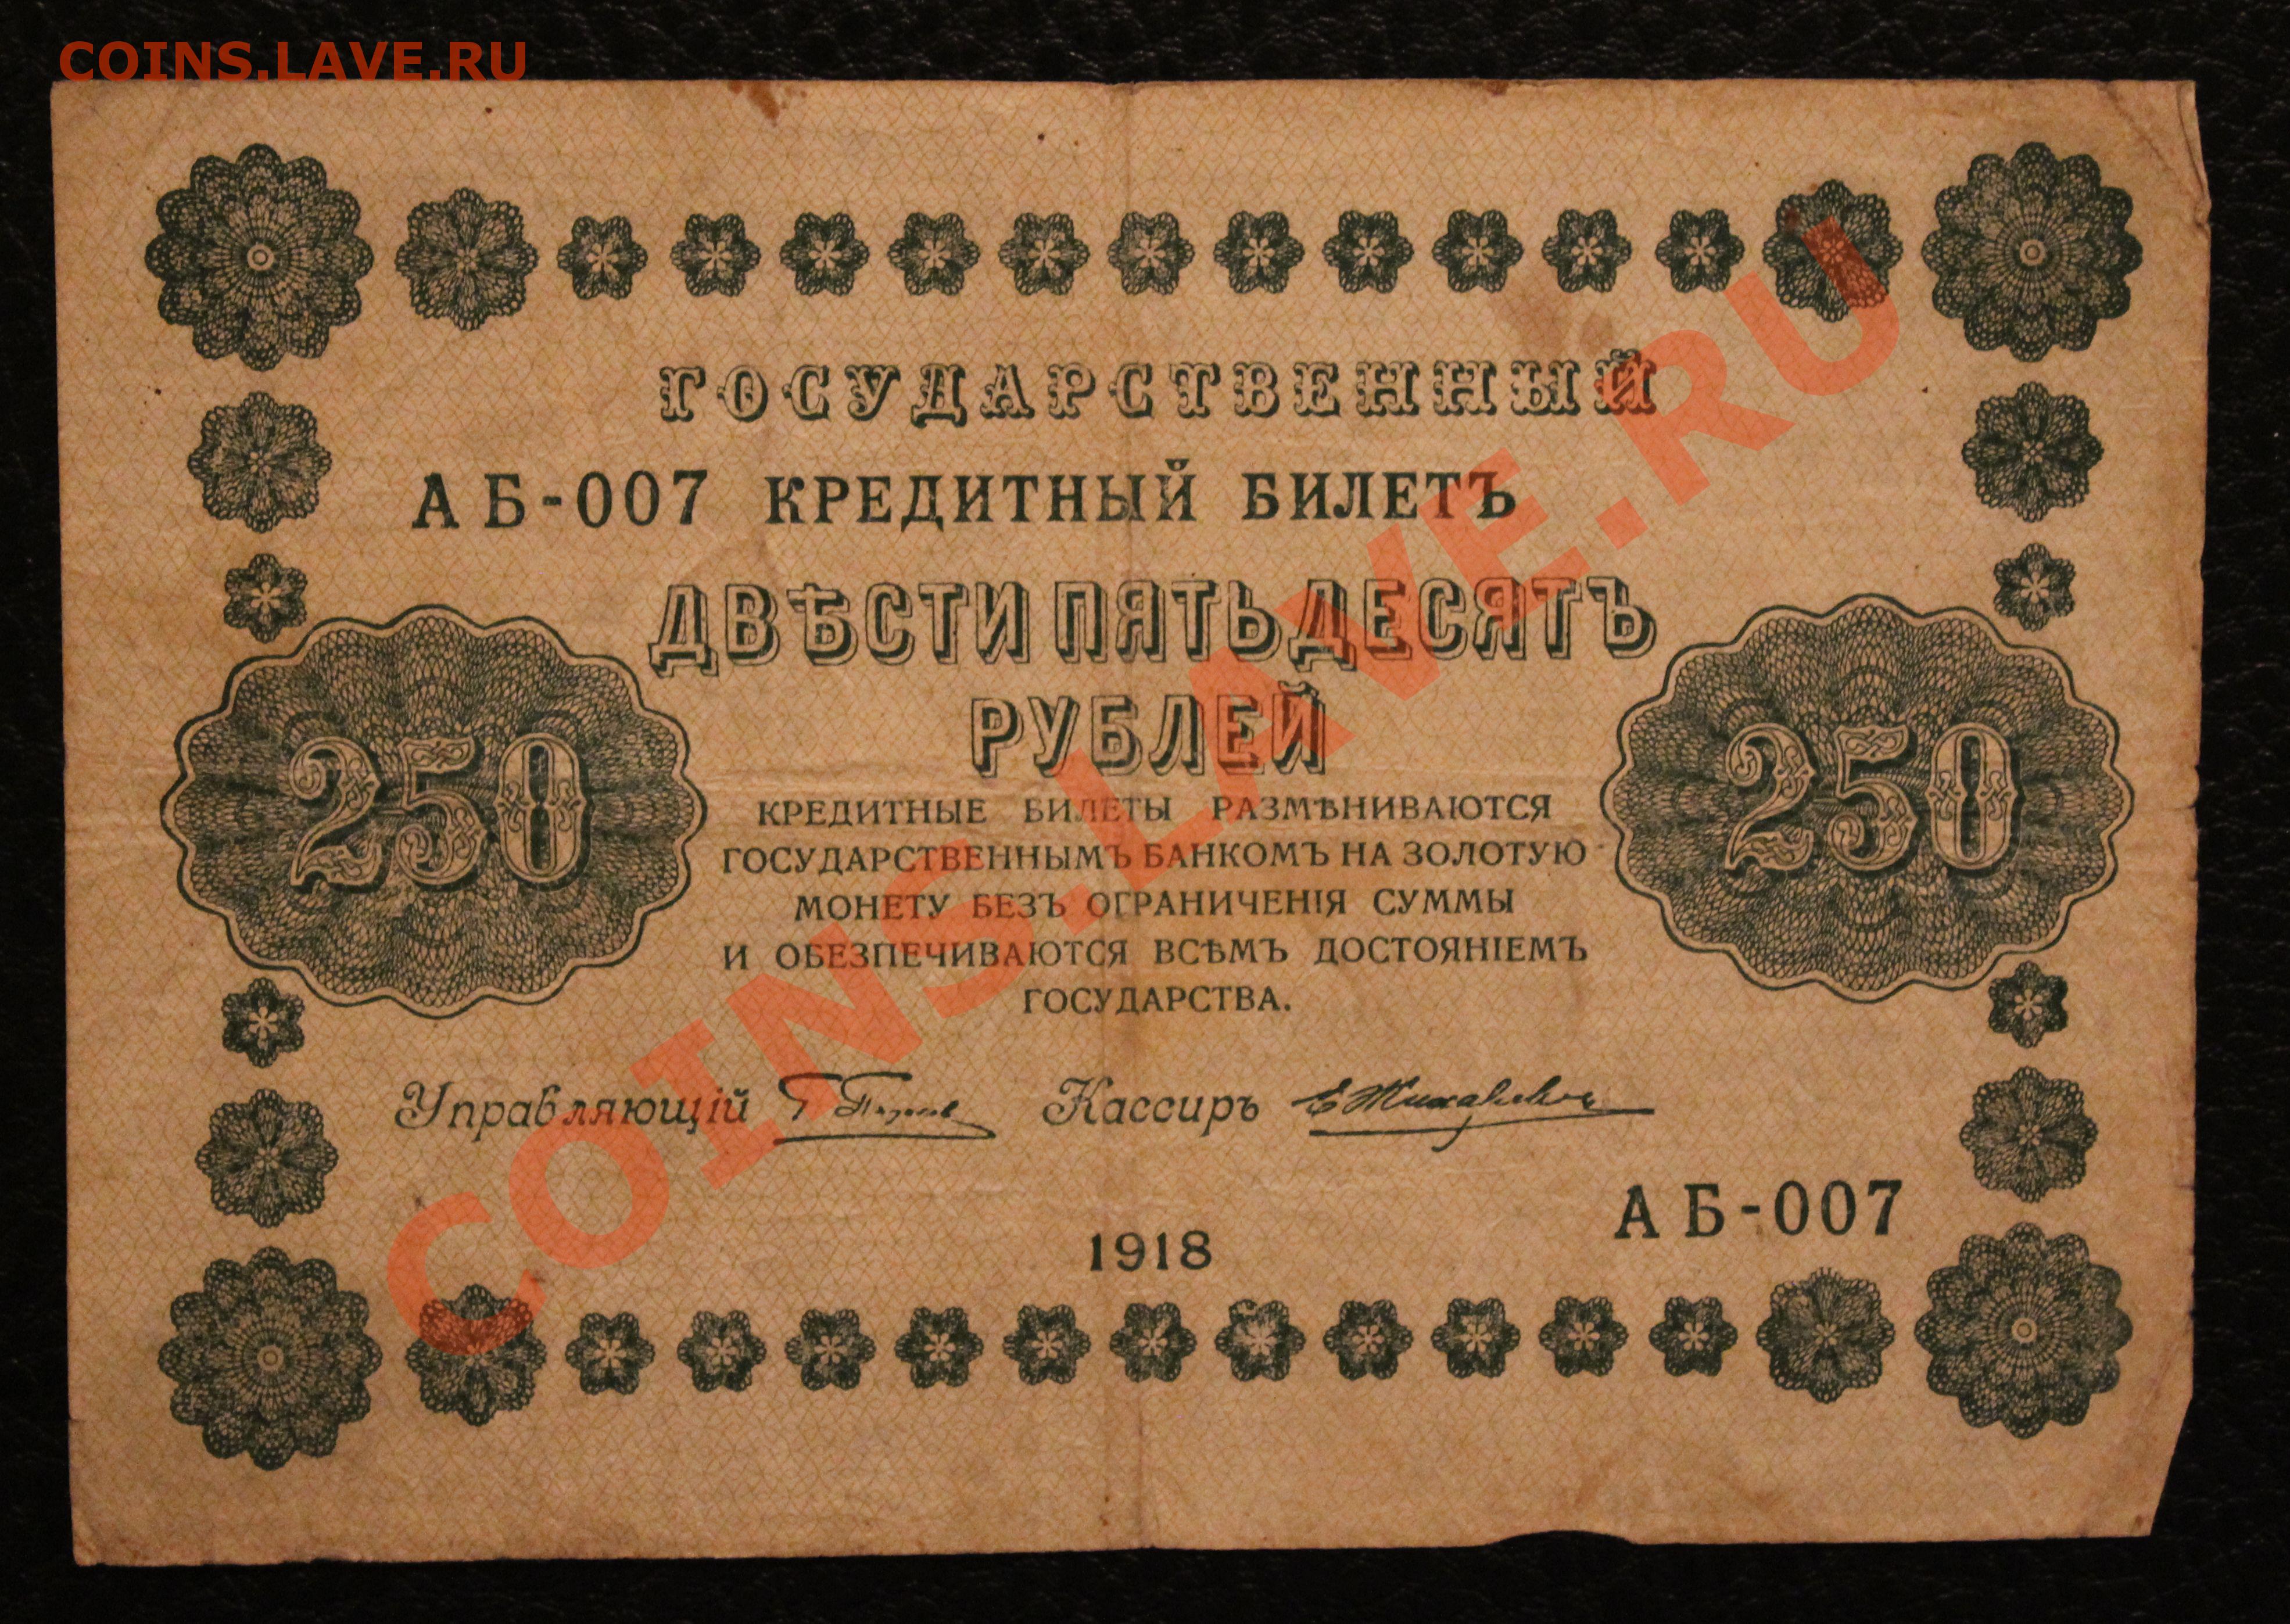 COINS.LAVE.RU
ГОСУДАРСТВЕННЫЙ
АБ-007 КРЕДИТНЫЙ БИЛЕТЪ
ДВѢСТИ ПЯТЬДЕСЯТЪ
РУБЛЕЙ
250
250
КРЕДИТНЫЕ БИЛЕТЫ РАЗМѢНИВАЮТСЯ
ГОСУДАРСТВЕННЫМЪ БАНКОМЪ НА ЗОЛОТУЮ
МОНЕТУ БЕЗЪ ОГРАНИЧЕНІЯ СУММЫ
И ОБЕЗПЕЧИВАЮТСЯ ВСѢМЪ ДОСТОЯНІЕМЪ
ГОСУДАРСТВА.
Управляющій Кассиръ
АБ-007
1918
COINS.LAVE.RU